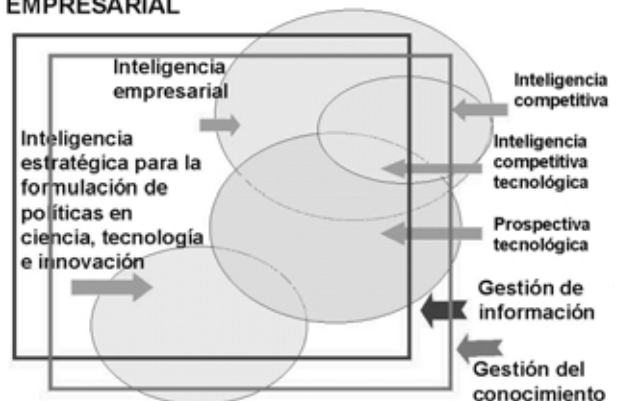 EMPRESARIAL
Inteligencia
empresarial
Inteligencia
estratégica para la
formulación de
políticas en
ciencia, tecnología
e innovación
Inteligencia
competitiva
Inteligencia
competitiva
tecnológica
Prospectiva
tecnológica
Gestión de
información
Gestión del
conocimiento